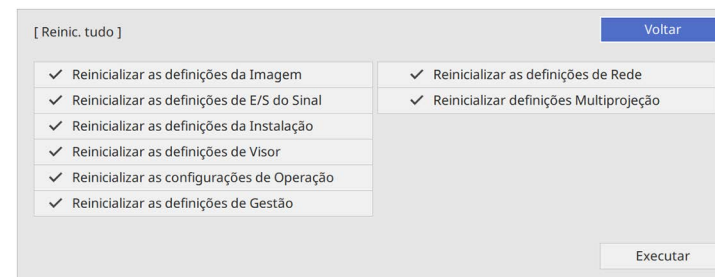 [ Reinic. tudo ]
Voltar
Reinicializar as definições da Imagem
Reinicializar as definições de E/S do Sinal
Reinicializar as definições da Instalação
Reinicializar as definições de Visor
Reinicializar as configurações de Operação
Reinicializar as definições de Gestão
Reinicializar as definições de Rede
Reinicializar definições Multiprojeção
Executar